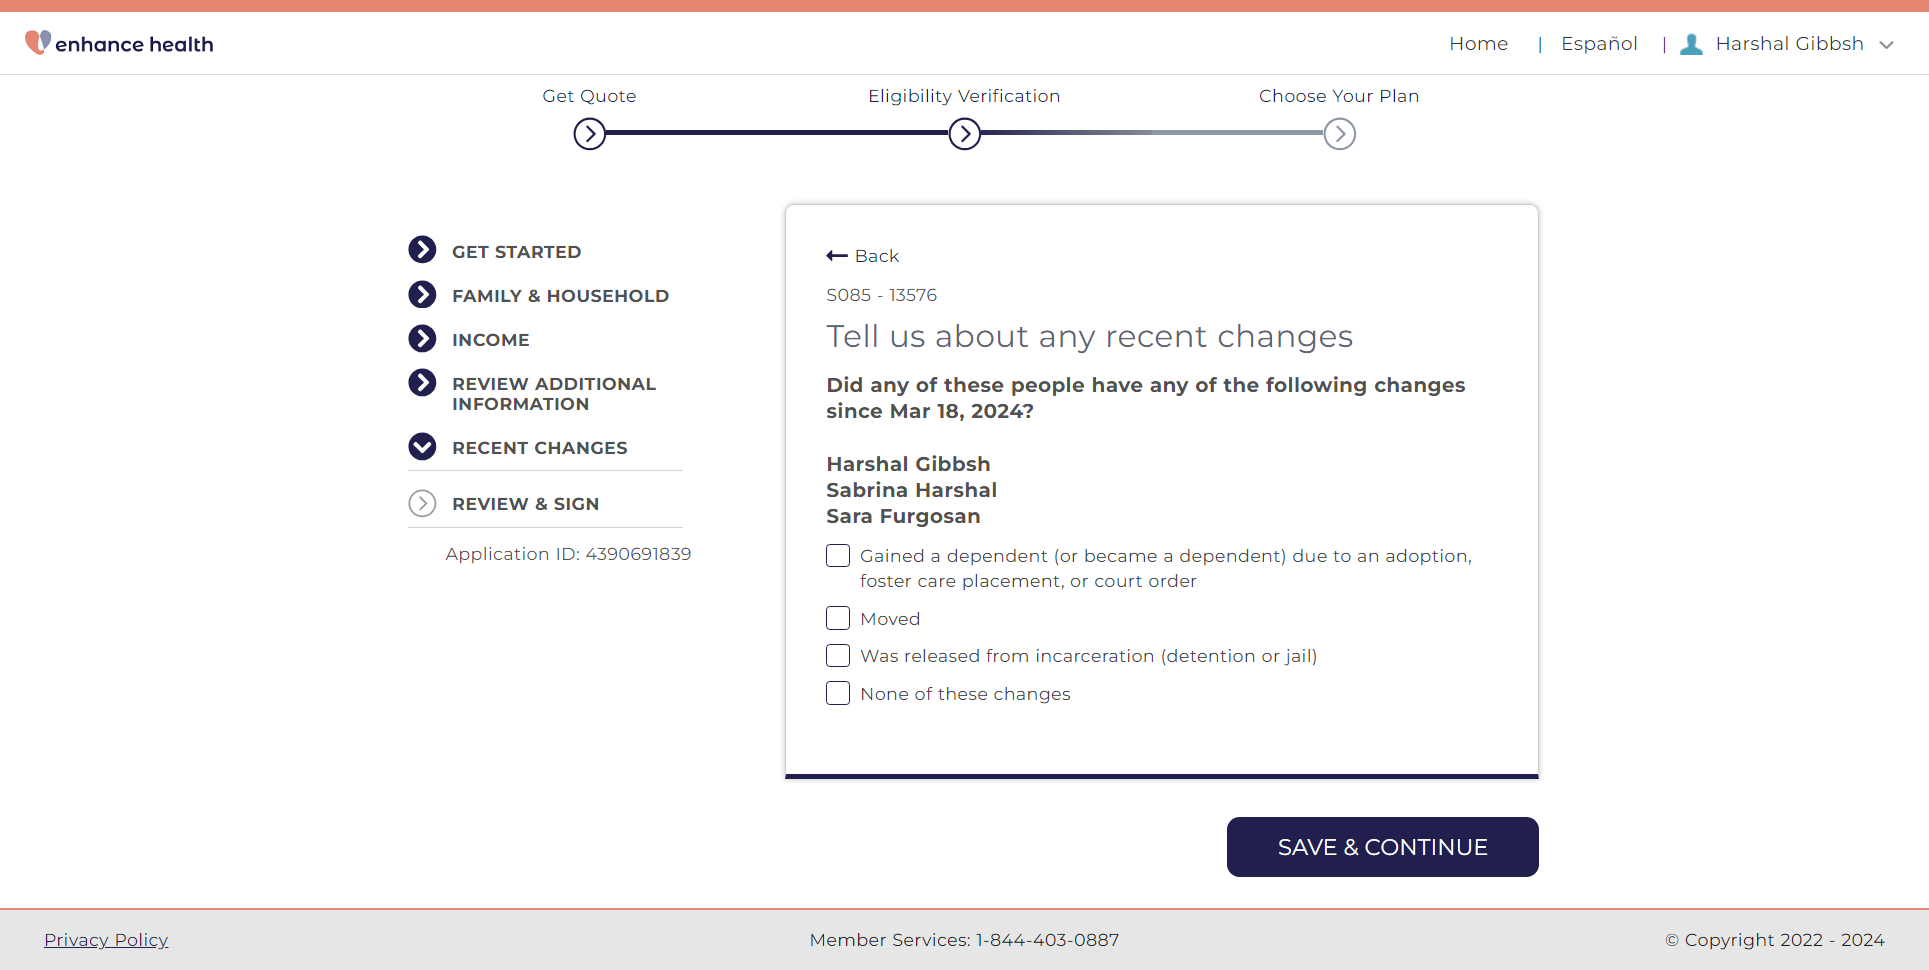 enhance health
Home | Español | Harshal Gibbsh
Get Quote
Eligibility Verification
Choose Your Plan
GET STARTED
FAMILY & HOUSEHOLD
INCOME
REVIEW ADDITIONAL
INFORMATION
RECENT CHANGES
REVIEW & SIGN
Application ID: 4390691839
Back
S085 - 13576
Tell us about any recent changes
Did any of these people have any of the following changes
since Mar 18, 2024?
Harshal Gibbsh
Sabrina Harshal
Sara Furgosan
Gained a dependent (or became a dependent) due to an adoption,
foster care placement, or court order
Moved
Was released from incarceration (detention or jail)
None of these changes
SAVE & CONTINUE
Privacy Policy
Member Services: 1-844-403-0887
© Copyright 2022 - 2024